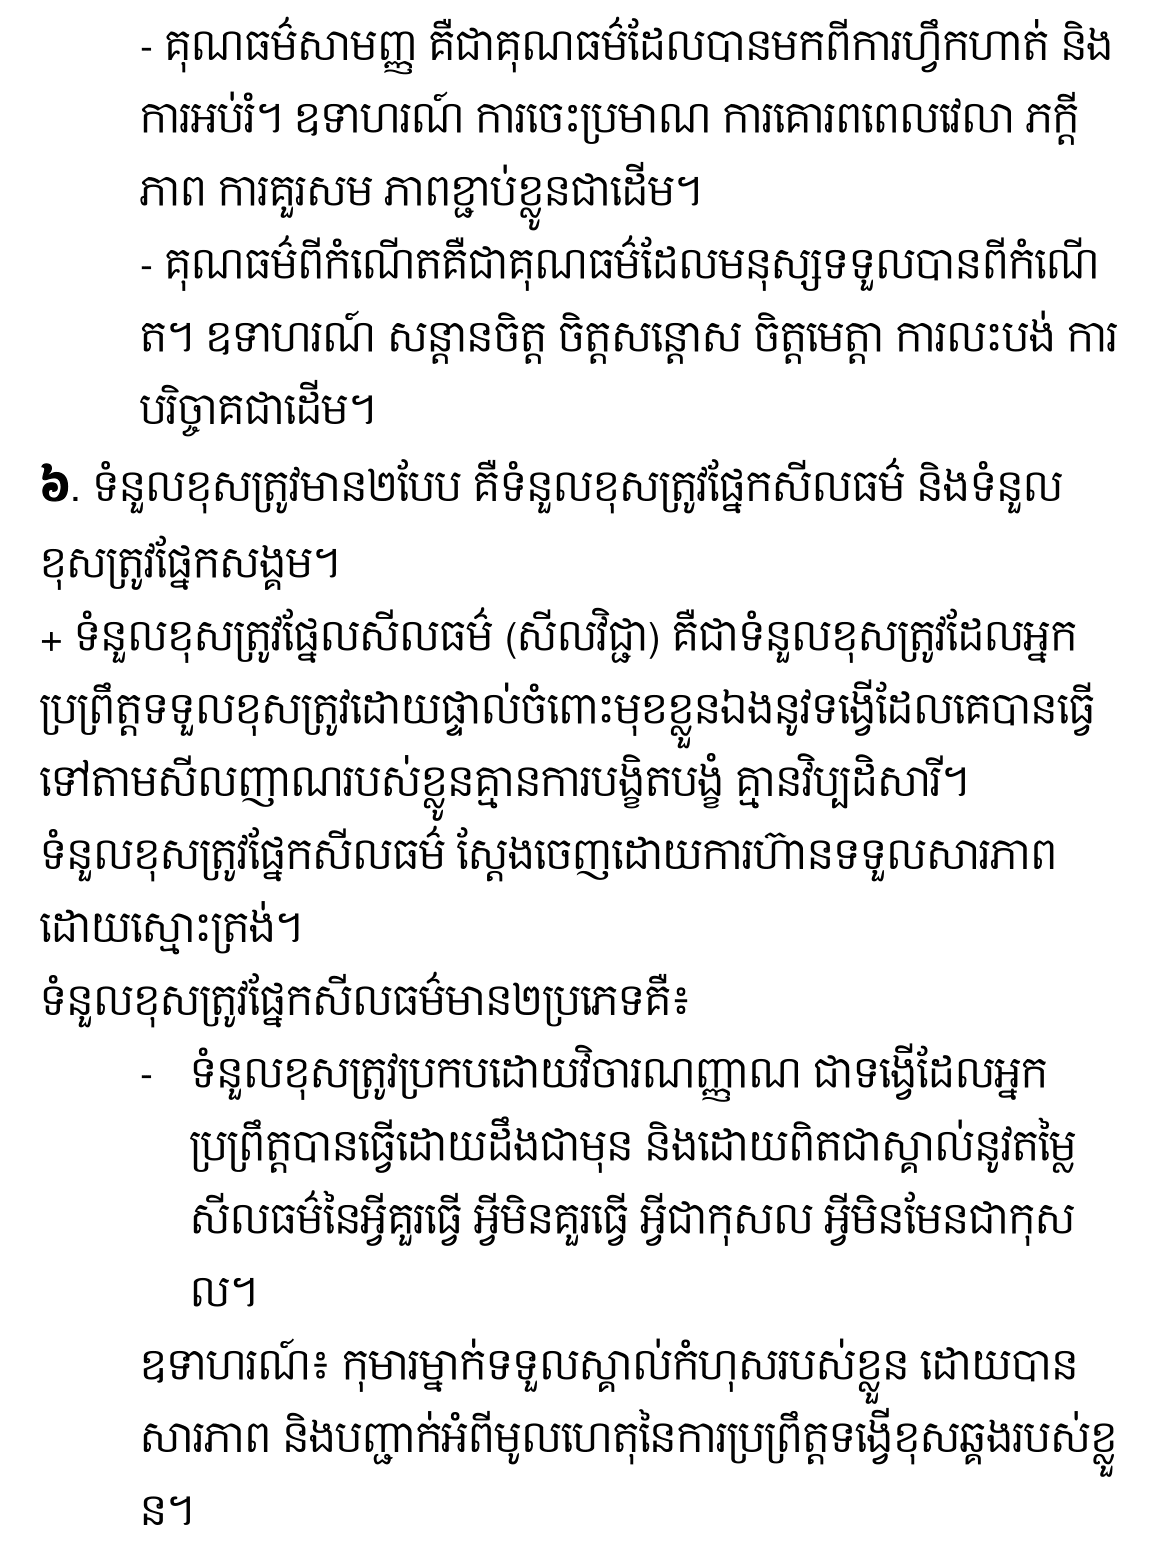 - គុណធម៌សាមញ្ញ គឺជាគុណធម៌ដែលបានមកពីការហ្វឹកហាត់ និង
ការអប់រំ។ ឧទាហរណ៍ ការចេះប្រមាណ ការគោរពពេលវេលា ភក្ដី
ភាព ការគួរសម ភាពខ្ជាប់ខ្លួនជាដើម។
- គុណធម៌ពីកំណើតគឺជាគុណធម៌ដែលមនុស្សទទួលបានពីកំណើ
ត។ ឧទាហរណ៍ សន្ដានចិត្ត ចិត្តសន្ដោស ចិត្តមេត្តា ការលះបង់ ការ
បរិច្ចាគជាដើម។
៦. ទំនួលខុសត្រូវមាន២បែប គឺទំនួលខុសត្រូវផ្នែកសីលធម៌ និងទំនួល
ខុសត្រូវផ្នែកសង្គម។
+ ទំនួលខុសត្រូវផ្នែលសីលធម៌ (សីលវិជ្ជា) គឺជាទំនួលខុសត្រូវដែលអ្នក
ប្រព្រឹត្តទទួលខុសត្រូវដោយផ្ទាល់ចំពោះមុខខ្លួនឯងនូវទង្វើដែលគេបានធ្វើ
ទៅតាមសីលញាណរបស់ខ្លួនគ្មានការបង្ខិតបង្ខំ គ្មានវិប្បដិសារី។
ទំនួលខុសត្រូវផ្នែកសីលធម៌ ស្ដែងចេញដោយការហ៊ានទទួលសារភាព
ដោយស្មោះត្រង់។
ទំនួលខុសត្រូវផ្នែកសីលធម៌មាន២ប្រភេទគឺ៖
- ទំនួលខុសត្រូវប្រកបដោយវិចារណញ្ញាណ ជាទង្វើដែលអ្នក
ប្រព្រឹត្តបានធ្វើដោយដឹងជាមុន និងដោយពិតជាស្គាល់នូវតម្លៃ
សីលធម៌នៃអ្វីគួរធ្វើ អ្វីមិនគួរធ្វើ អ្វីជាកុសល អ្វីមិនមែនជាកុស
ល។
ឧទាហរណ៍៖ កុមារម្នាក់ទទួលស្គាល់កំហុសរបស់ខ្លួន ដោយបាន
សារភាព និងបញ្ជាក់អំពីមូលហេតុនៃការប្រព្រឹត្តទង្វើខុសឆ្គងរបស់ខ្លួ
ន។